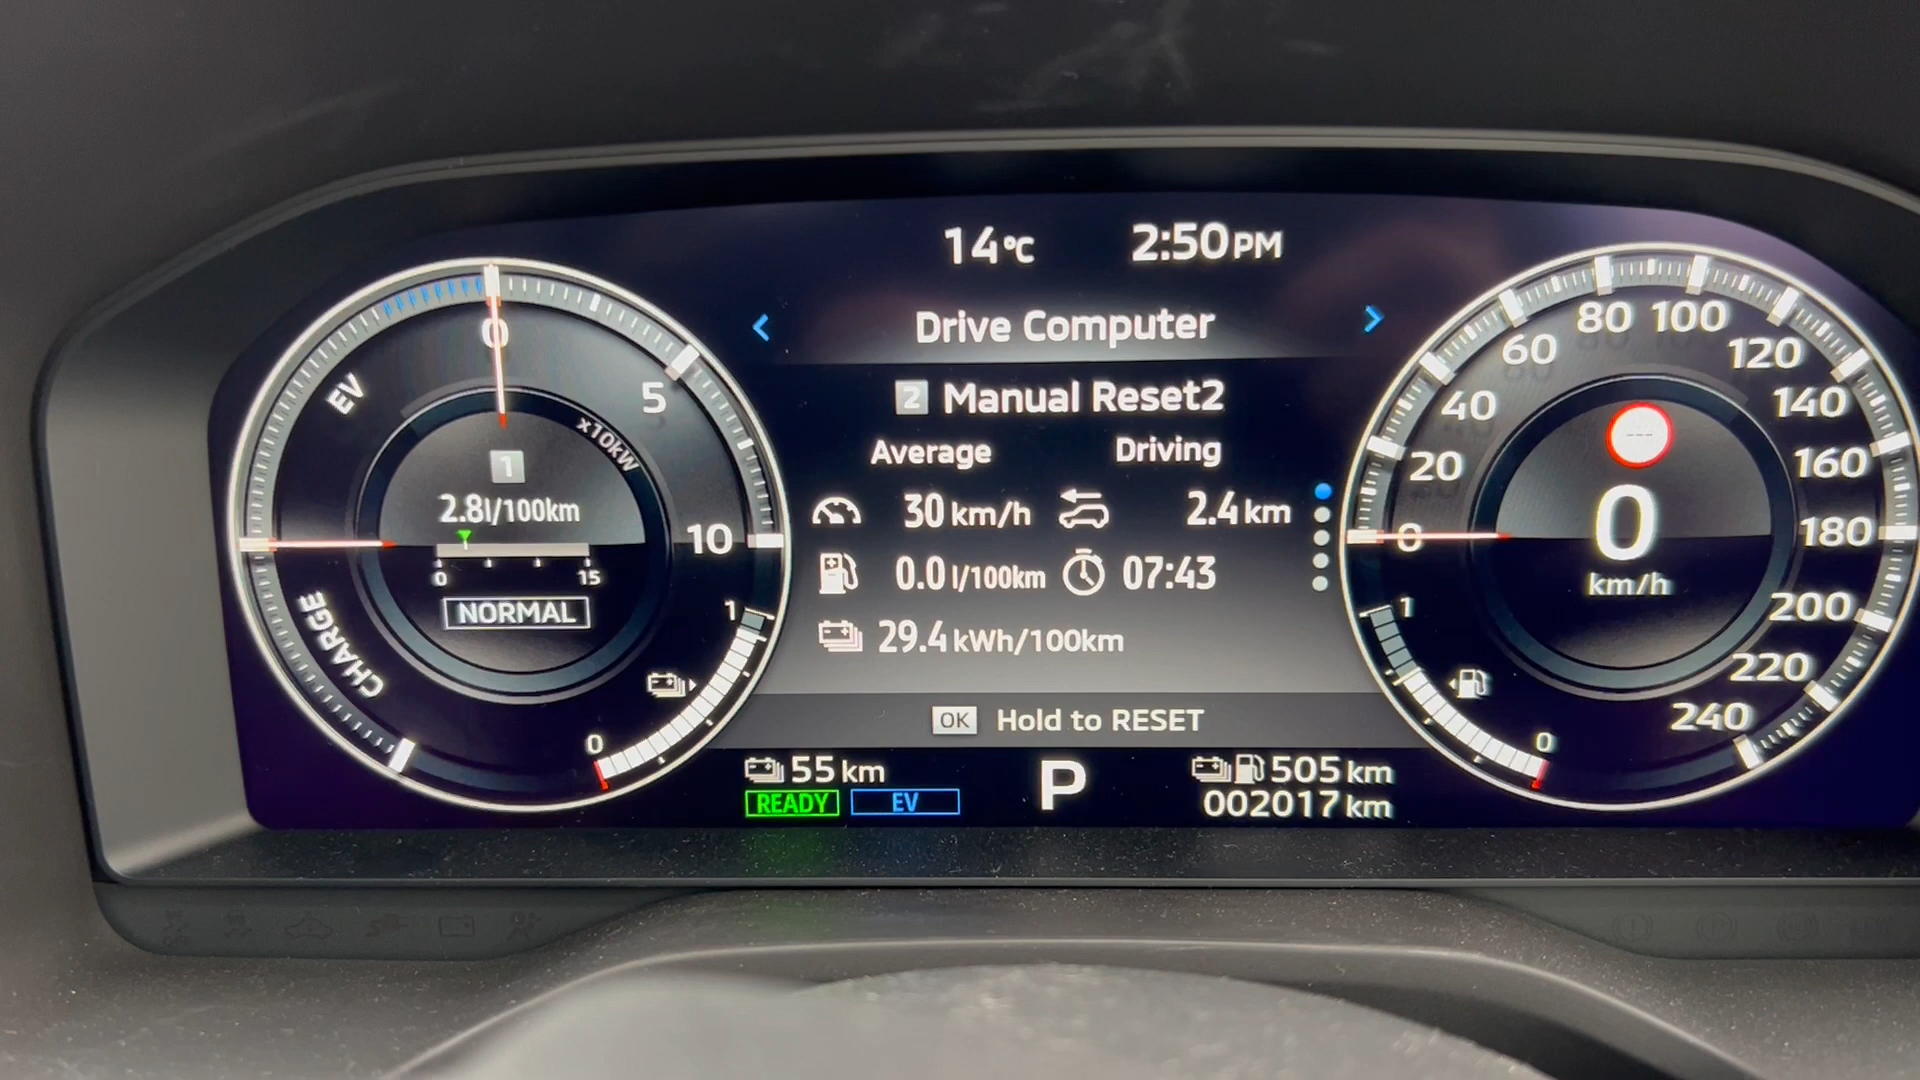 14°C 2:50PM
Drive Computer
2 Manual Reset2
Average Driving
30 km/h 2.4 km
0.0 l/100km 07:43
29.4 kWh/100km
OK Hold to RESET
55 km P 505 km
READY EV 002017 km
EV
CHARGE
0
5
10
x10kW
1
2.8l/100km
0 15
NORMAL
1
0
0
20
40
60
80
100
120
140
160
180
200
220
240
---
0
km/h
1
0